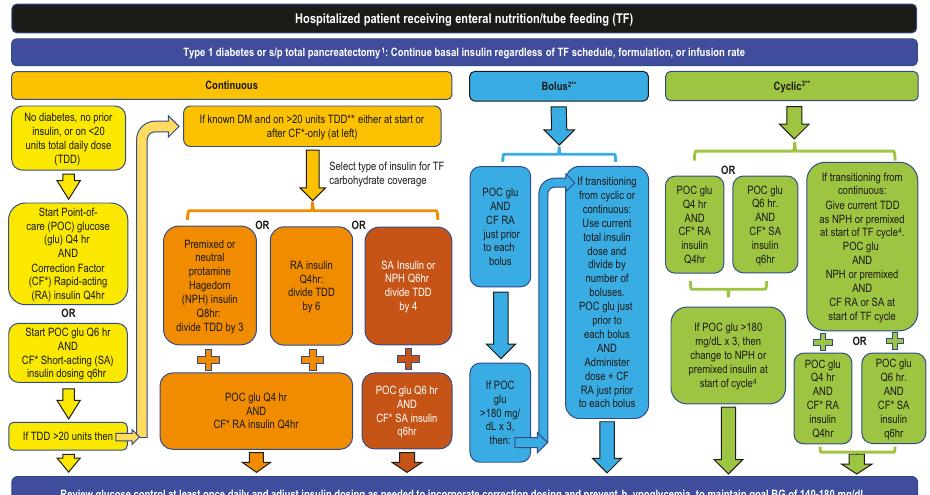 Hospitalized patient receiving enteral nutrition/tube feeding (TF)
Type 1 diabetes or s/p total pancreatectomy¹: Continue basal insulin regardless of TF schedule, formulation, or infusion rate
Continuous
No diabetes, no prior
insulin, or on <20
units total daily dose
(TDD)
Start Point-of-
care (POC) glucose
(glu) Q4 hr
AND
Correction Factor
(CF*) Rapid-acting
(RA) insulin Q4hr
OR
Start POC glu Q6 hr
AND
CF* Short-acting (SA)
insulin dosing q6hr
If TDD >20 units then
If known DM and on >20 units TDD** either at start or
after CF*-only (at left)
Select type of insulin for TF
carbohydrate coverage
Premixed or
neutral
protamine
Hagedorn
(NPH) insulin
Q8hr:
divide TDD by 3
OR
RA insulin
Q4hr:
divide TDD
by 6
OR
SA Insulin or
NPH Q6hr
divide TDD
by 4
POC glu Q4 hr
AND
CF* RA insulin Q4hr
POC glu Q6 hr
AND
CF* SA insulin
q6hr
Bolus²**
POC glu
AND
CF RA
just prior
to each
bolus
If POC
glu
>180 mg/
dL x 3,
then:
If transitioning
from cyclic or
continuous:
Use current
total insulin
dose and
divide by
number of
boluses.
POC glu just
prior to
each bolus
AND
Administer
dose + CF
RA just prior
to each bolus
Cyclic³**
OR
POC glu
Q4 hr
AND
CF* RA
insulin
Q4hr
POC glu
Q6 hr.
AND
CF* SA
insulin
q6hr
If POC glu >180
mg/dL x 3, then
change to NPH or
premixed insulin at
start of cycle⁴
If transitioning from
continuous:
Give current TDD
as NPH or premixed
at start of TF cycle⁴.
POC glu
AND
NPH or premixed
AND
CF RA or SA at
start of TF cycle
OR
POC glu
Q4 hr
AND
CF* RA
insulin
Q4hr
POC glu
Q6 hr.
AND
CF* SA
insulin
q6hr
Review glucose control at least once daily and adjust insulin dosing as needed to incorporate correction dosing and prevent h ypoglycemia, to maintain goal BG of 140-180 mg/dl